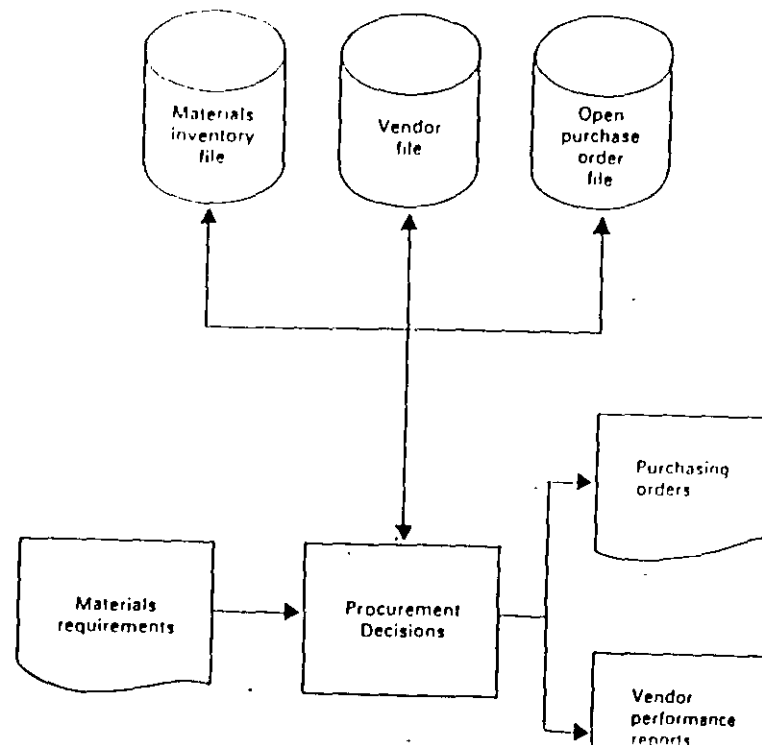 Materials
inventory
file
Vendor
file
Open
purchase
order
file
Purchasing
orders
Materials
requirements
Procurement
Decisions
Vendor
performance
reports